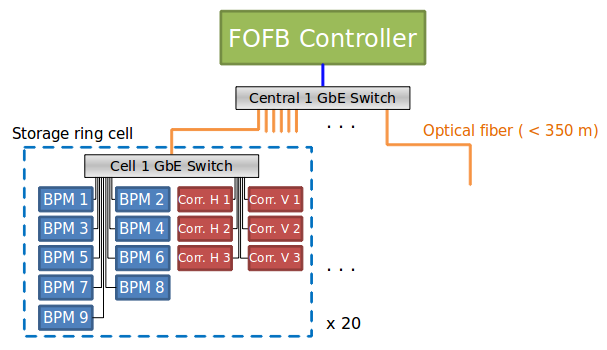 FOFB Controller
Central 1 GbE Switch
. . .
Optical fiber ( < 350 m)
Storage ring cell
Cell 1 GbE Switch
BPM 1 BPM 2 Corr. H 1 Corr. V 1
BPM 3 BPM 4 Corr. H 2 Corr. V 2
BPM 5 BPM 6 Corr. H 3 Corr. V 3
. . .
BPM 7 BPM 8
BPM 9
x 20